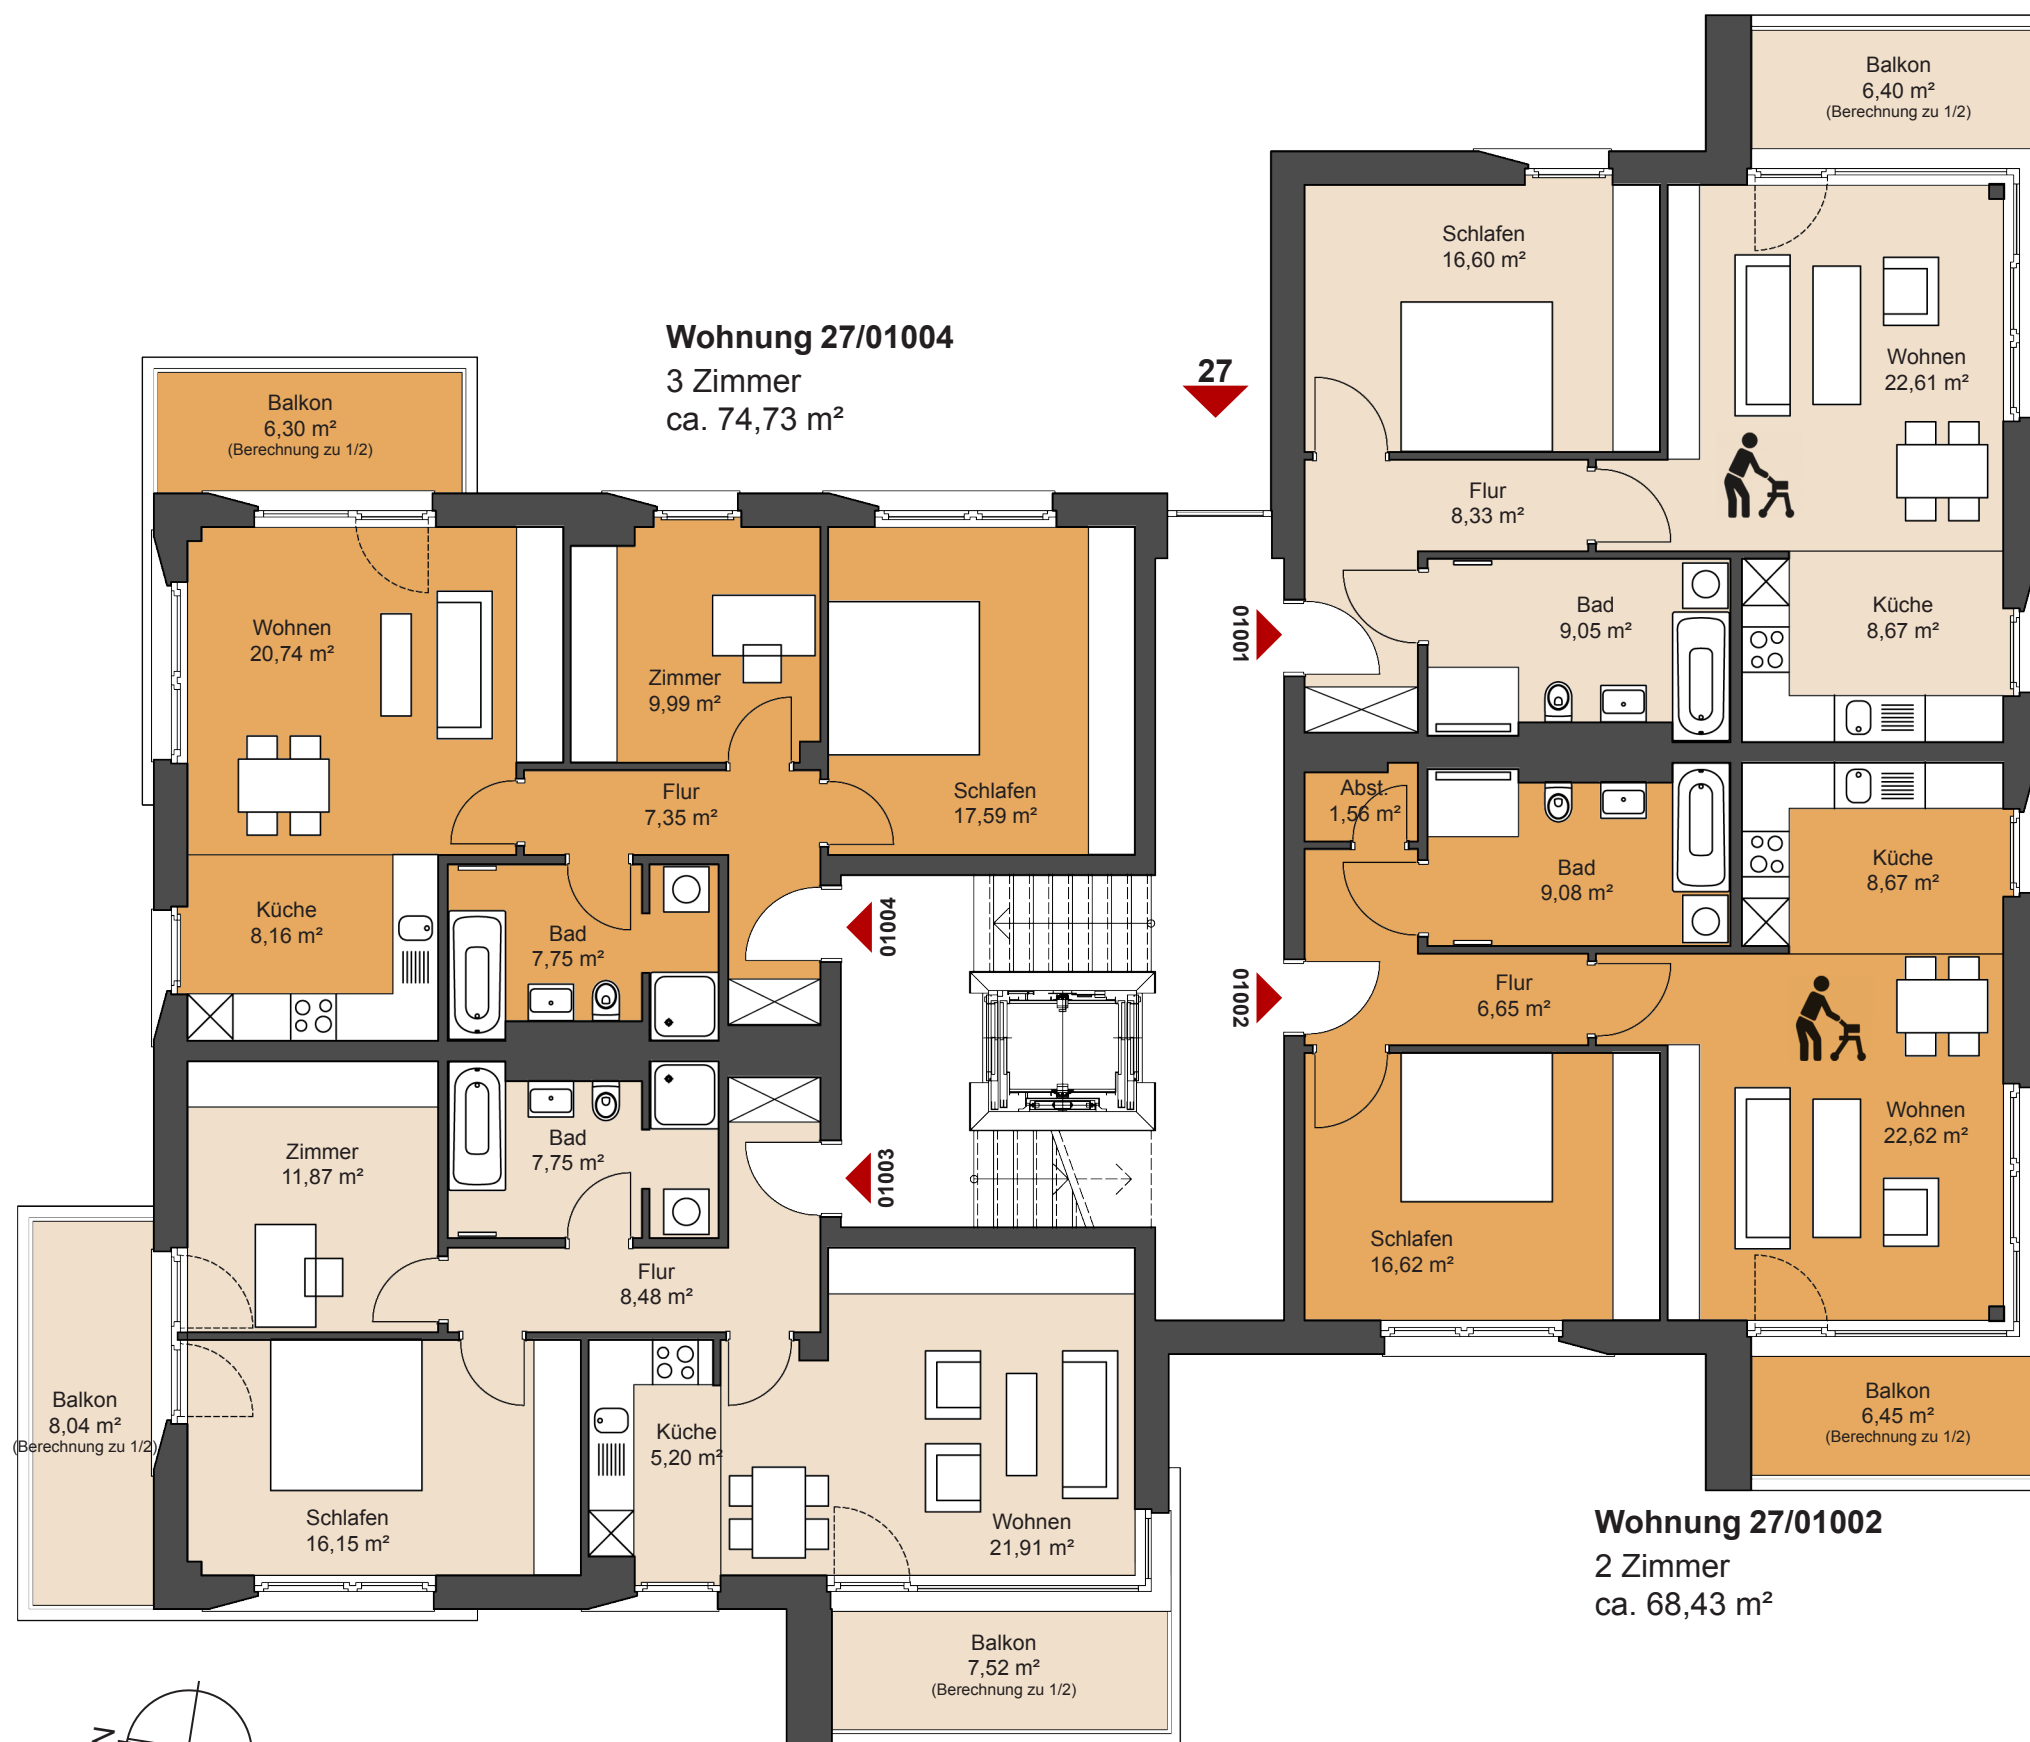 Balkon
6,40 m²
(Berechnung zu 1/2)
Schlafen
16,60 m²
Wohnung 27/01004
3 Zimmer
ca. 74,73 m²
27
Wohnen
22,61 m²
Balkon
6,30 m²
(Berechnung zu 1/2)
Flur
8,33 m²
Wohnen
20,74 m²
Zimmer
9,99 m²
01001
Bad
9,05 m²
Küche
8,67 m²
Flur
7,35 m²
Schlafen
17,59 m²
Abst.
1,56 m²
Bad
9,08 m²
Küche
8,67 m²
Küche
8,16 m²
Bad
7,75 m²
01004
01002
Flur
6,65 m²
Zimmer
11,87 m²
Bad
7,75 m²
01003
Wohnen
22,62 m²
Schlafen
16,62 m²
Flur
8,48 m²
Balkon
8,04 m²
(Berechnung zu 1/2)
Küche
5,20 m²
Balkon
6,45 m²
(Berechnung zu 1/2)
Schlafen
16,15 m²
Wohnen
21,91 m²
Wohnung 27/01002
2 Zimmer
ca. 68,43 m²
Balkon
7,52 m²
(Berechnung zu 1/2)
N